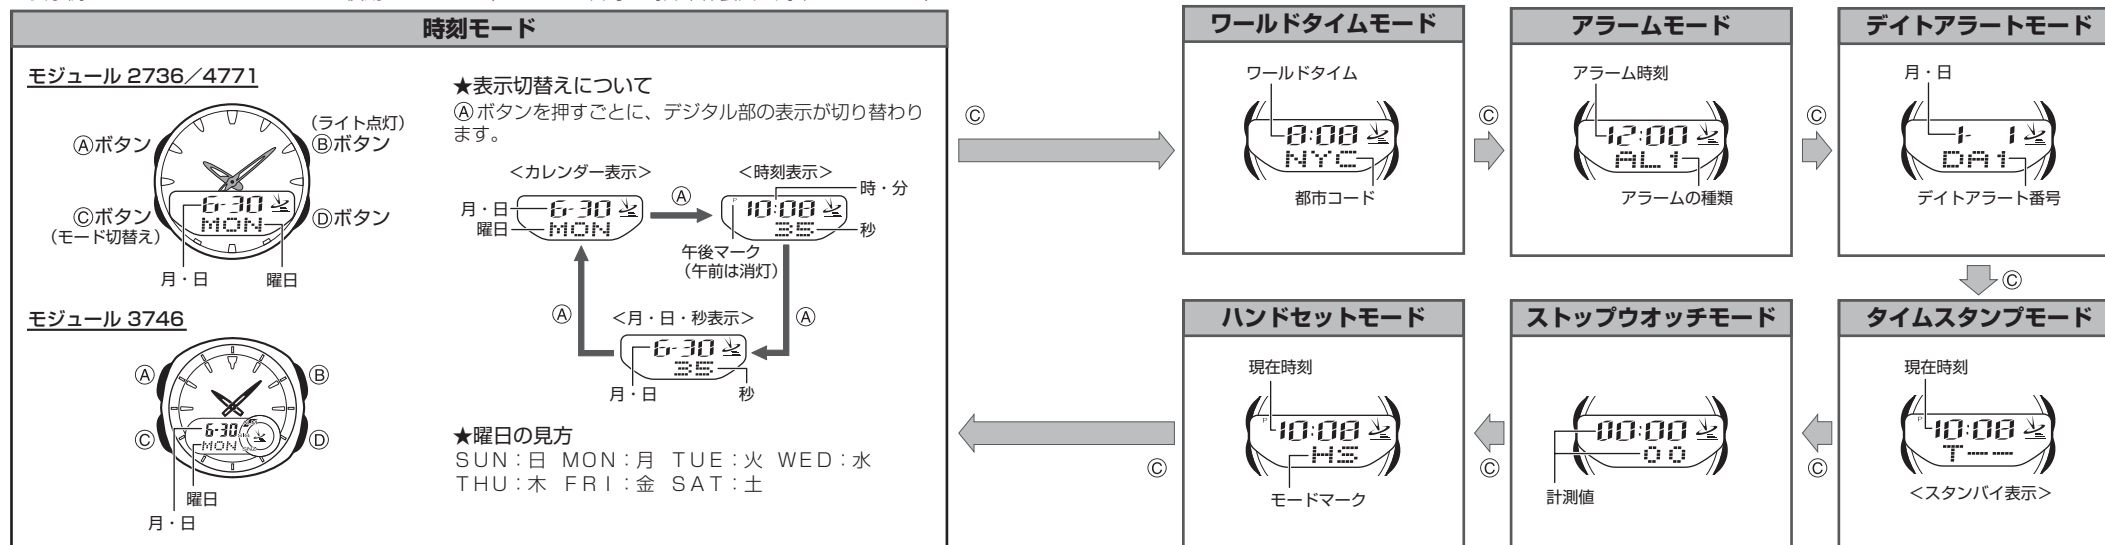 時刻モード
モジュール 2736／4771
Ⓐボタン
（ライト点灯）
Ⓑボタン
Ⓒボタン
（モード切替え）
Ⓓボタン
6-30
MON
月・日
曜日
モジュール 3746
Ⓐ
Ⓑ
Ⓒ
Ⓓ
6-30
MON
曜日
月・日
★表示切替えについて
Ⓐボタンを押すごとに、デジタル部の表示が切り替わり
ます。
＜カレンダー表示＞
月・日
曜日
6-30
MON
Ⓐ
＜時刻表示＞
時・分
P 10:08
35
秒
午後マーク
（午前は消灯）
Ⓐ
Ⓐ
＜月・日・秒表示＞
6-30
35
月・日
秒
★曜日の見方
SUN：日 MON：月 TUE：火 WED：水
THU：木 FRI：金 SAT：土
Ⓒ
ワールドタイムモード
ワールドタイム
8:08
NYC
都市コード
Ⓒ
アラームモード
アラーム時刻
12:00
AL1
アラームの種類
Ⓒ
デイトアラートモード
月・日
1- 1
DA1
デイトアラート番号
Ⓒ
タイムスタンプモード
現在時刻
P 10:08
T--
＜スタンバイ表示＞
Ⓒ
ストップウオッチモード
00:00
00
計測値
Ⓒ
ハンドセットモード
現在時刻
P 10:08
HS
モードマーク
Ⓒ